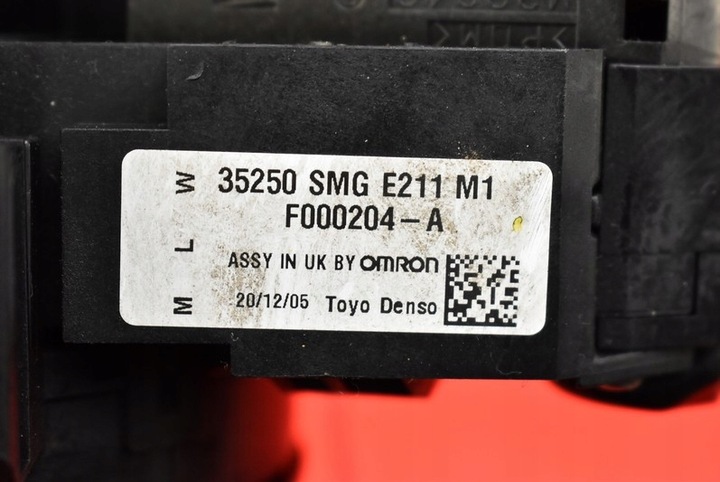 35250 SMG E211 M1
F000204-A
ASSY IN UK BY OMRON
20/12/05 Toyo Denso
W
L
M